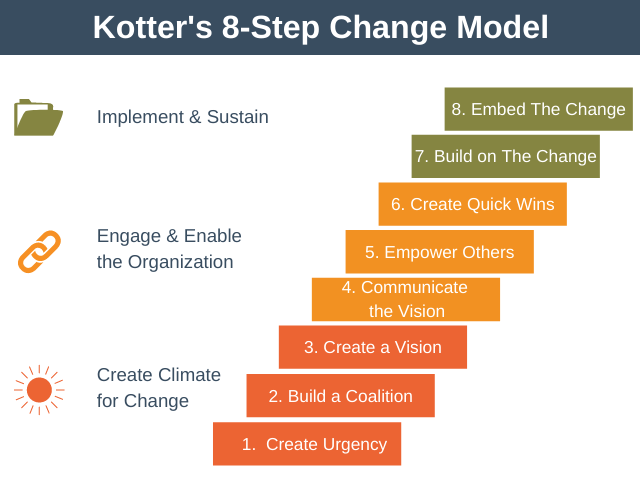 Kotter's 8-Step Change Model
Implement & Sustain
8. Embed The Change
7. Build on The Change
6. Create Quick Wins
Engage & Enable
the Organization
5. Empower Others
4. Communicate
the Vision
3. Create a Vision
Create Climate
for Change
2. Build a Coalition
1.  Create Urgency